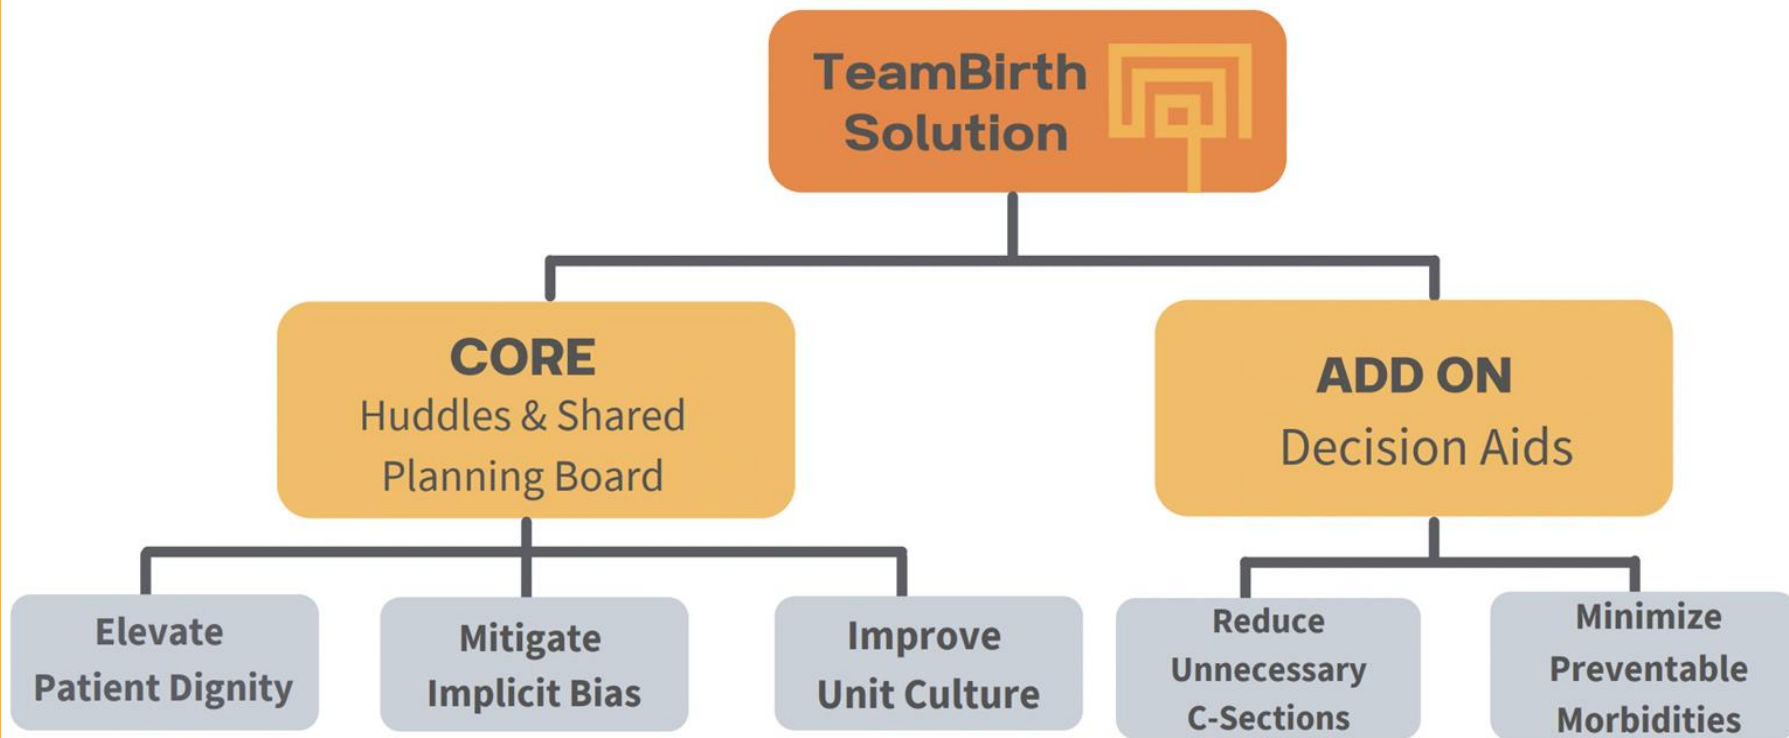 TeamBirth
Solution
CORE
Huddles & Shared
Planning Board
ADD ON
Decision Aids
Elevate
Patient Dignity
Mitigate
Implicit Bias
Improve
Unit Culture
Reduce
Unnecessary
C-Sections
Minimize
Preventable
Morbidities